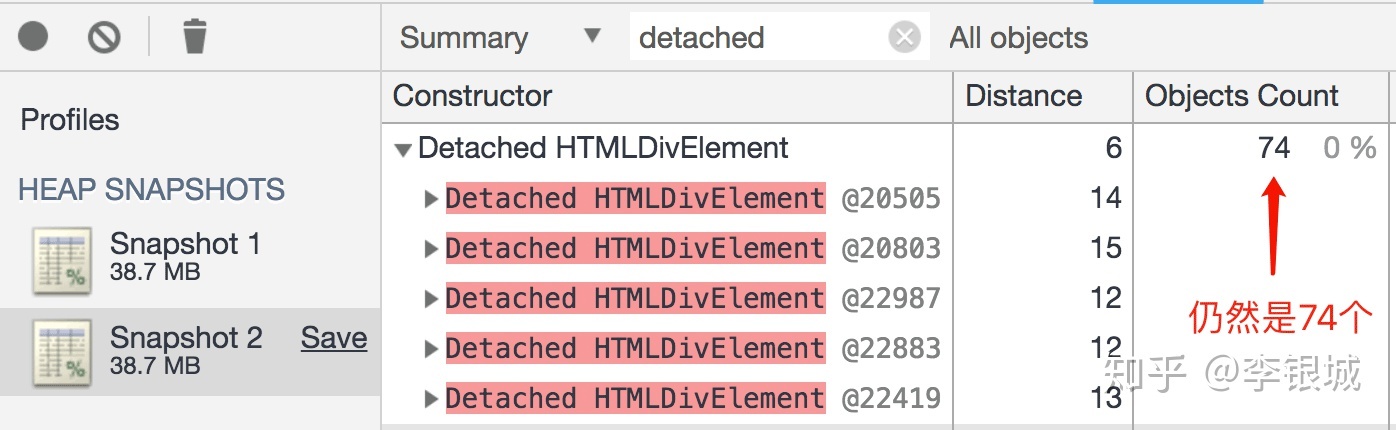 Summary detached All objects
Profiles
HEAP SNAPSHOTS
Snapshot 1
38.7 MB
Snapshot 2 Save
38.7 MB
Constructor Distance Objects Count
Detached HTMLDivElement 6 74 0 %
Detached HTMLDivElement @20505 14
Detached HTMLDivElement @20803 15
Detached HTMLDivElement @22987 12
Detached HTMLDivElement @22883 12
Detached HTMLDivElement @22419 13
仍然是74个
知乎 @李银城